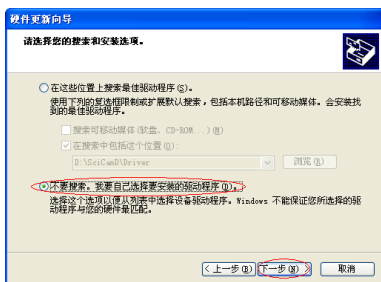 硬件更新向导
请选择您的搜索和安装选项。
在这些位置上搜索最佳驱动程序(S)。
使用下列的复选框限制或扩展默认搜索，包括本机路径和可移动媒体。会安装找
到的最佳驱动程序。
搜索可移动媒体(软盘、CD-ROM...)(M)
在搜索中包括这个位置(O):
D:\SciCamD\Driver
浏览(R)
不要搜索。我要自己选择要安装的驱动程序(D)。
选择这个选项以便从列表中选择设备驱动程序。Windows 不能保证您所选择的驱
动程序与您的硬件最匹配。
<上一步(B) 下一步(N)> 取消